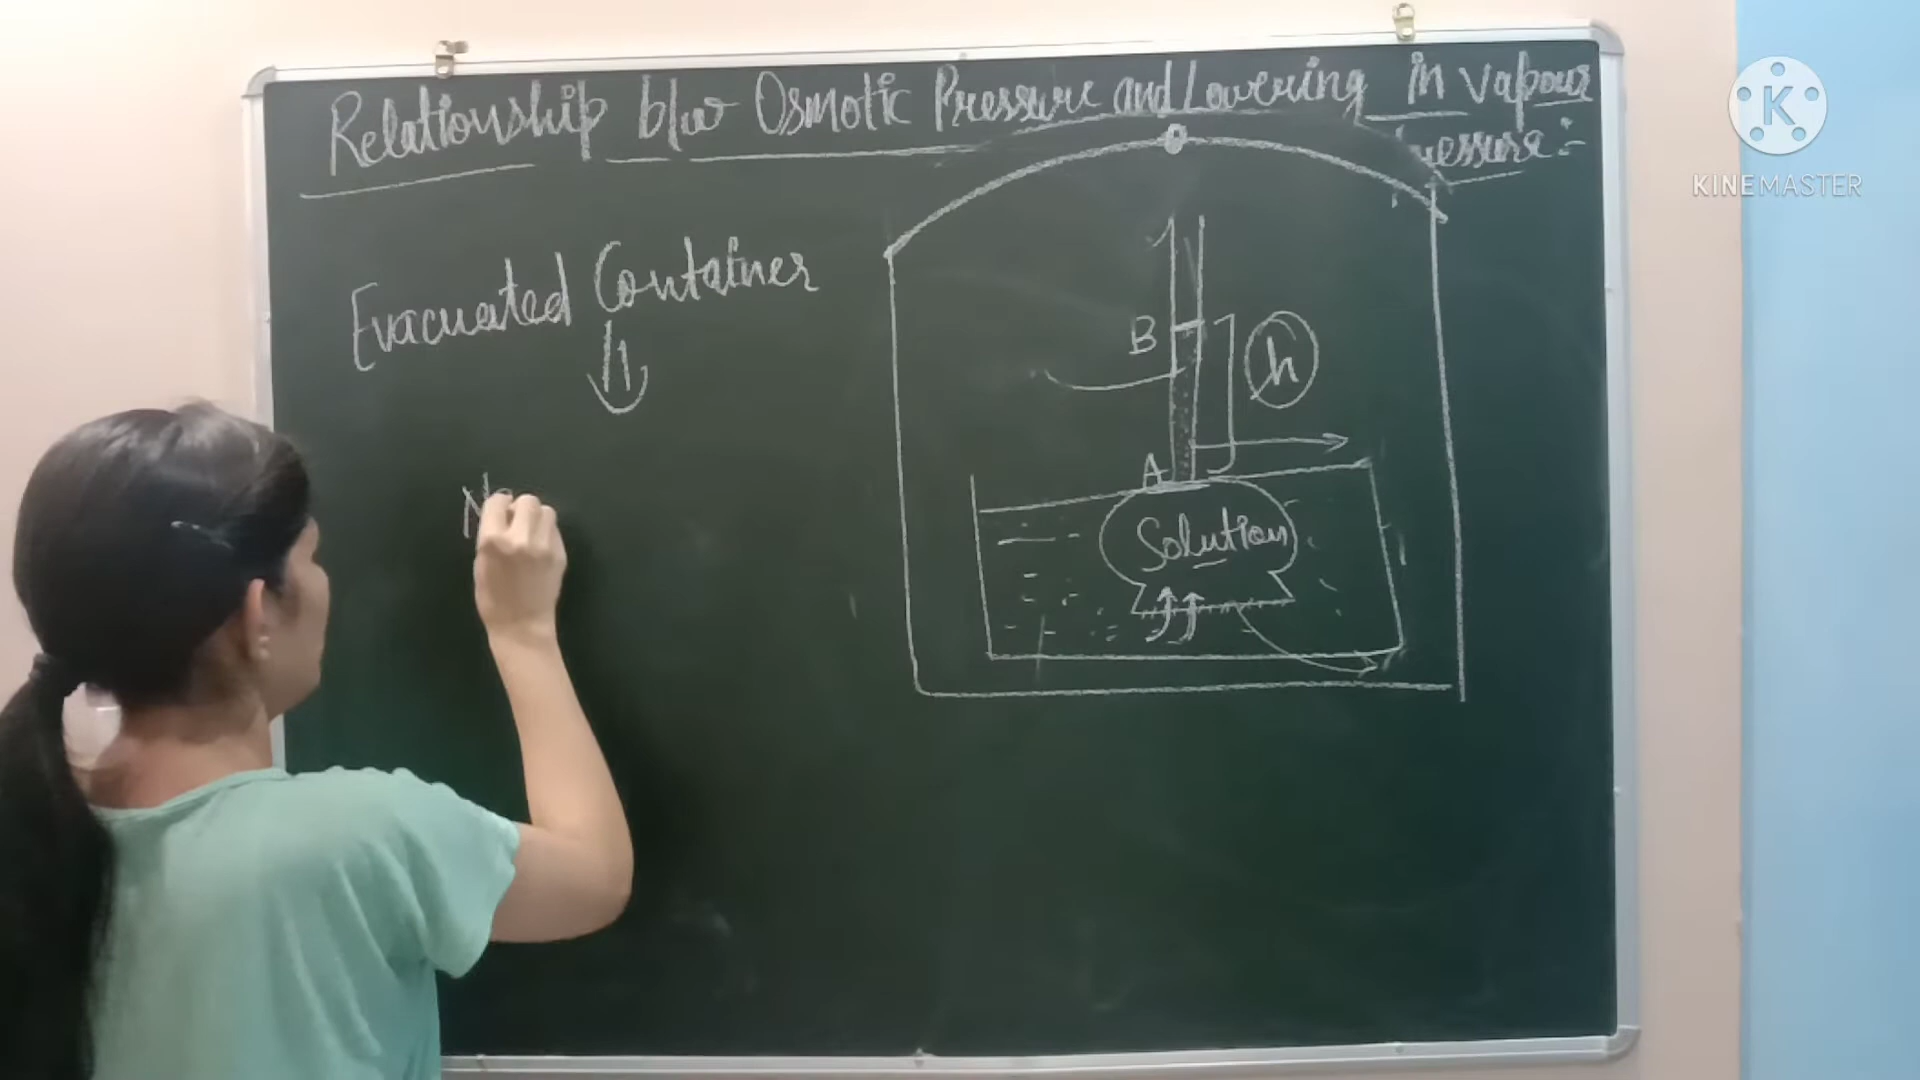 Relationship b/w Osmotic Pressure and Lowering in Vapour
Pressure :-
Evacuated Container
B
h
A
Solution
K
KINEMASTER